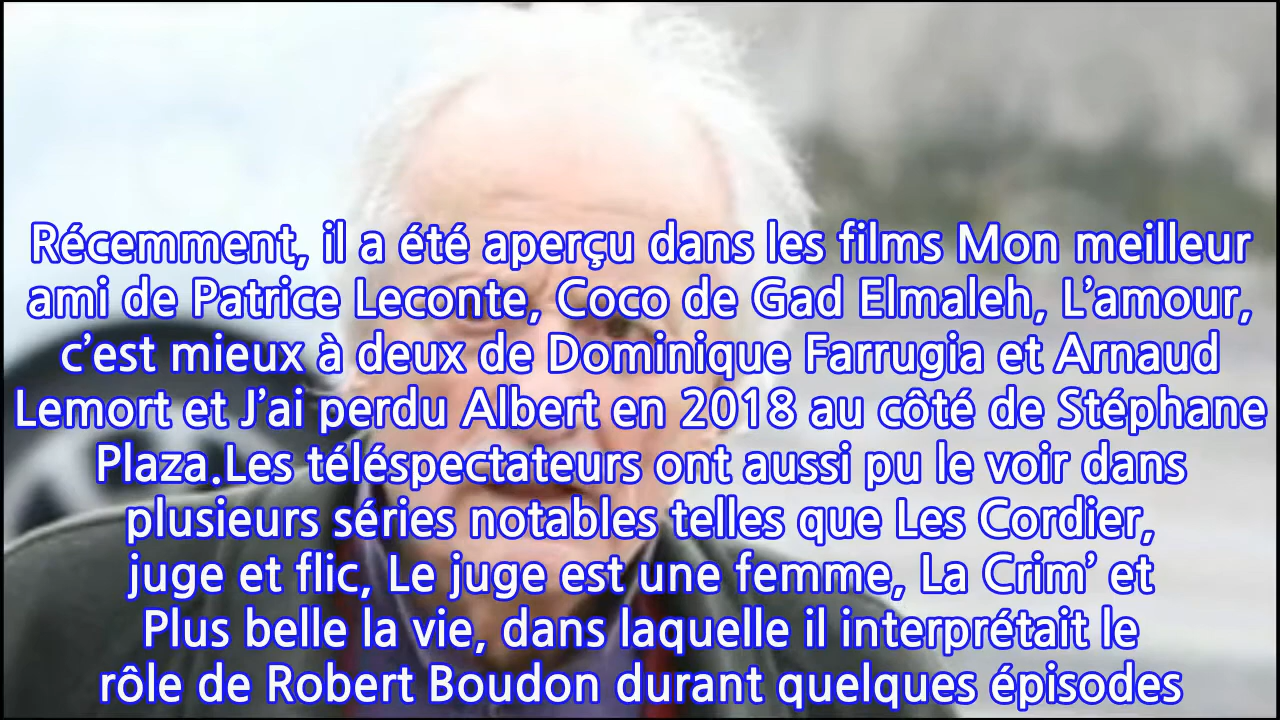 Récemment, il a été aperçu dans les films Mon meilleur
ami de Patrice Leconte, Coco de Gad Elmaleh, L’amour,
c’est mieux à deux de Dominique Farrugia et Arnaud
Lemort et J’ai perdu Albert en 2018 au côté de Stéphane
Plaza.Les téléspectateurs ont aussi pu le voir dans
plusieurs séries notables telles que Les Cordier,
juge et flic, Le juge est une femme, La Crim’ et
Plus belle la vie, dans laquelle il interprétait le
rôle de Robert Boudon durant quelques épisodes